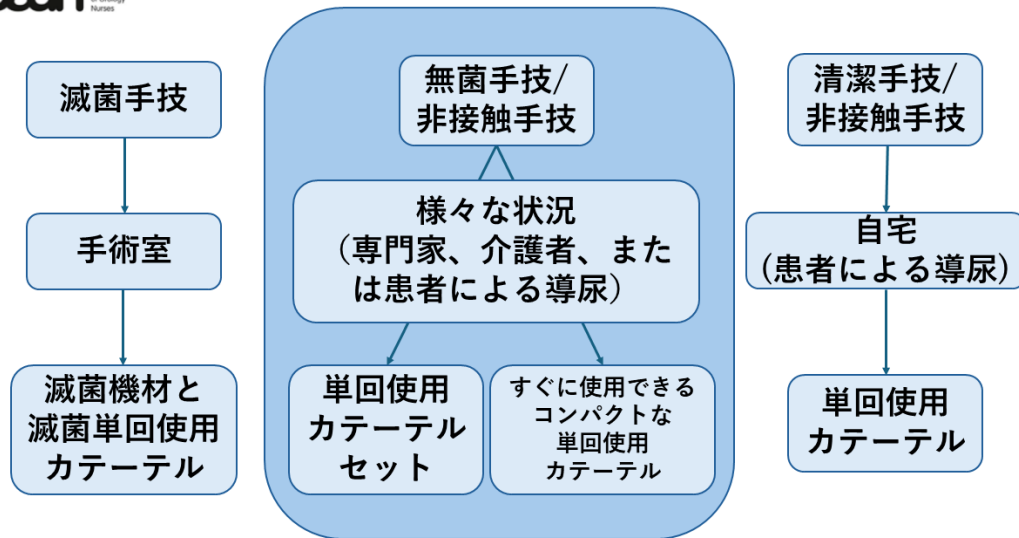 of Urology
Nurses
滅菌手技
手術室
滅菌機材と
滅菌単回使用
カテーテル
無菌手技/
非接触手技
様々な状況
（専門家、介護者、また
は患者による導尿）
単回使用
カテーテル
セット
すぐに使用できる
コンパクトな
単回使用
カテーテル
清潔手技/
非接触手技
自宅
(患者による導尿)
単回使用
カテーテル